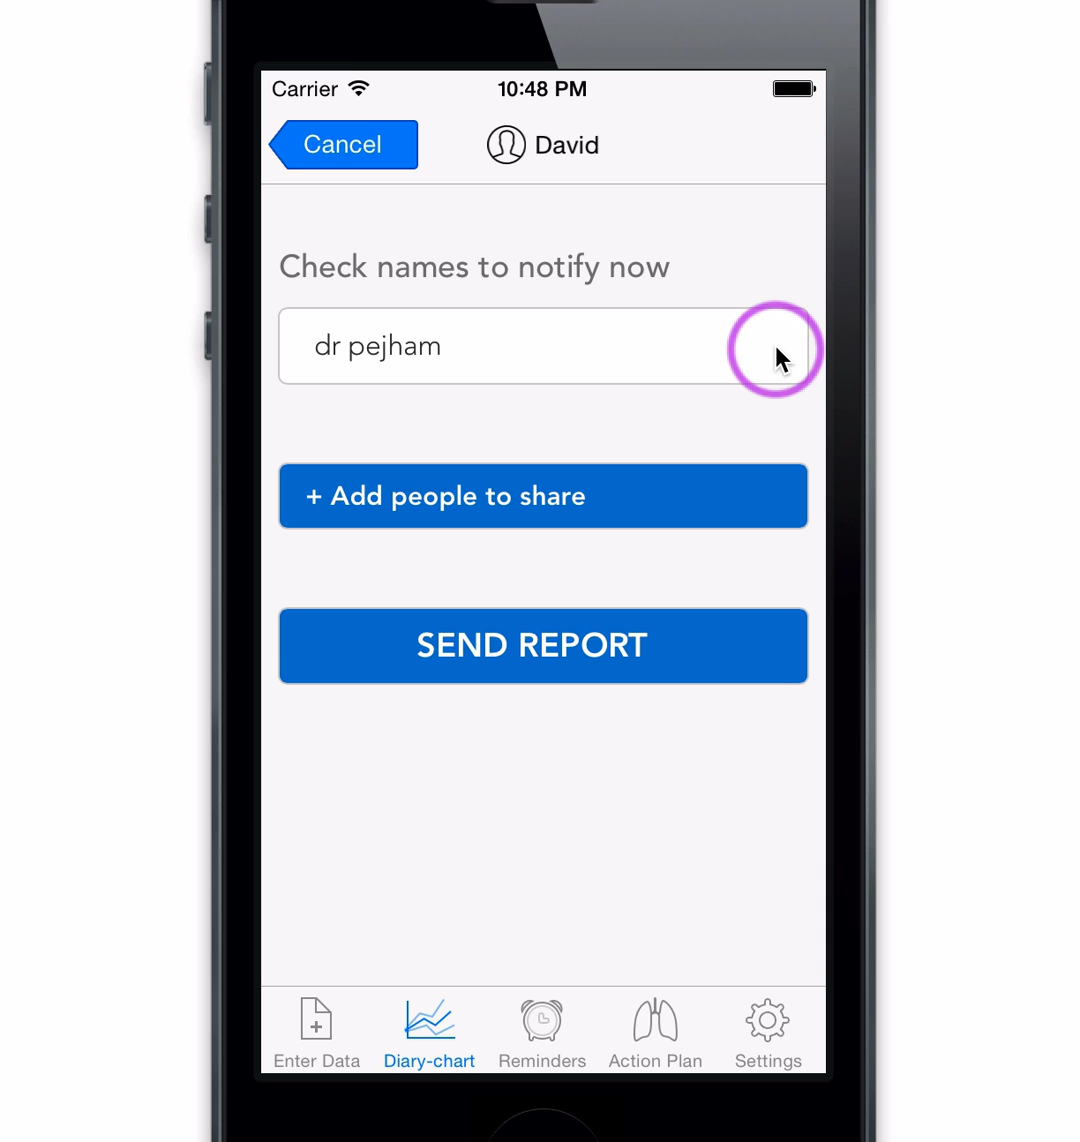 Carrier 10:48 PM
Cancel David
Check names to notify now
dr pejham
+ Add people to share
SEND REPORT
Enter Data Diary-chart Reminders Action Plan Settings